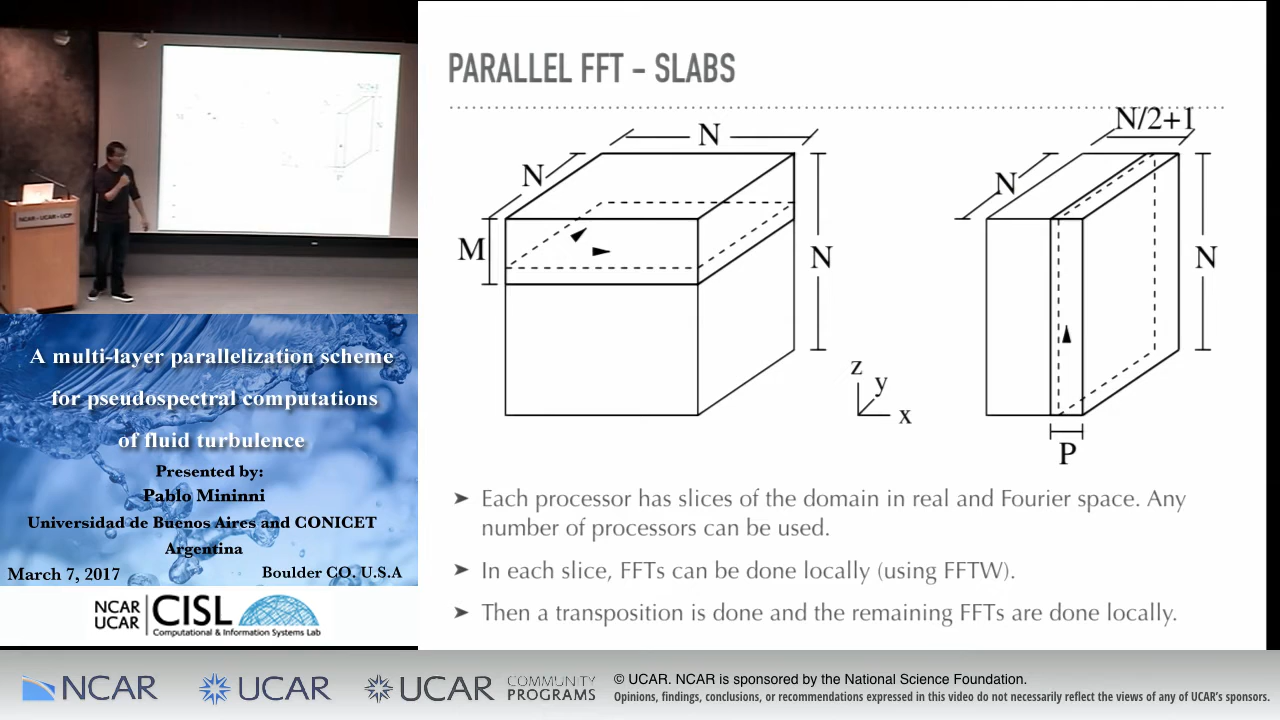 PARALLEL FFT - SLABS
N
N
M
N
N/2+1
N
N
P
z
y
x
➤ Each processor has slices of the domain in real and Fourier space. Any
number of processors can be used.
➤ In each slice, FFTs can be done locally (using FFTW).
➤ Then a transposition is done and the remaining FFTs are done locally.
NCAR • UCAR • UCP
A multi-layer parallelization scheme
for pseudospectral computations
of fluid turbulence
Presented by:
Pablo Mininni
Universidad de Buenos Aires and CONICET
Argentina
March 7, 2017
Boulder CO. U.S.A
NCAR
UCAR
CISL
Computational & Information Systems Lab
NCAR
UCAR
UCAR
COMMUNITY
PROGRAMS
© UCAR. NCAR is sponsored by the National Science Foundation.
Opinions, findings, conclusions, or recommendations expressed in this video do not necessarily reflect the views of any of UCAR's sponsors.